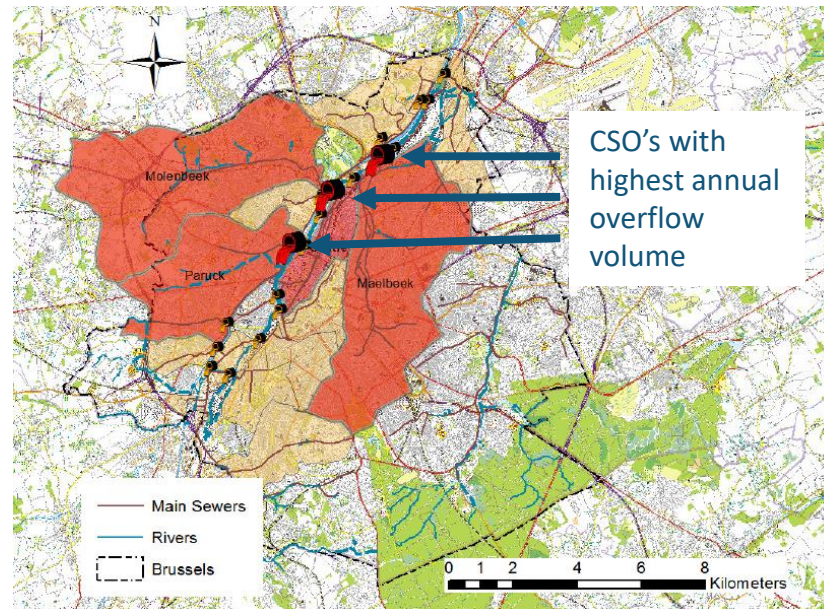 N
CSO's with
highest annual
overflow
volume
Molenbeek
Paruck
Maelbeek
Main Sewers
Rivers
Brussels
0 1 2 4 6 8
Kilometers